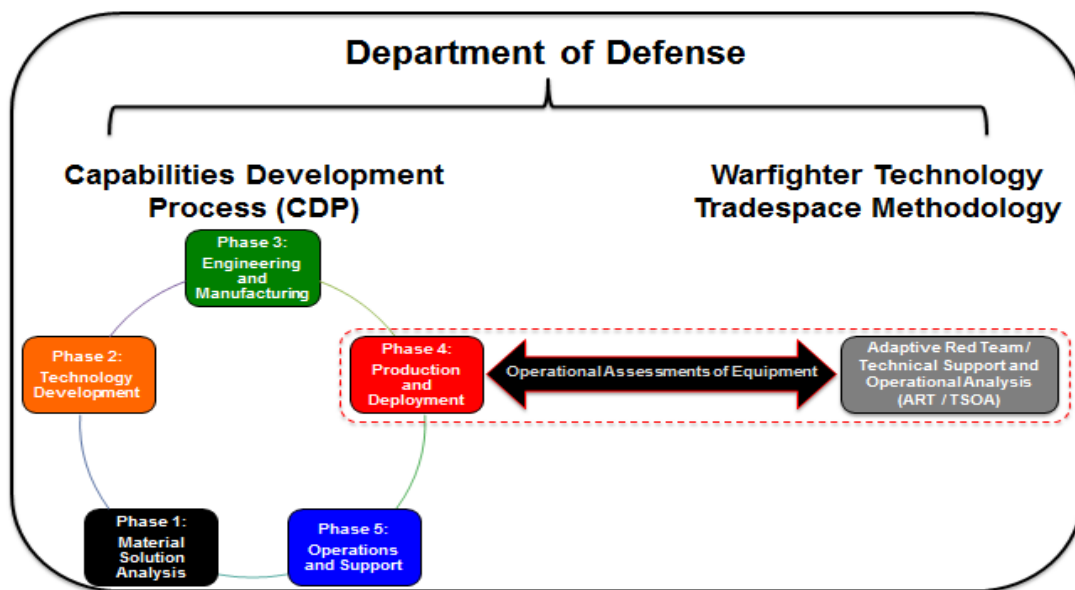 Department of Defense
Capabilities Development
Process (CDP)
Warfighter Technology
Tradespace Methodology
Phase 3:
Engineering
and
Manufacturing
Phase 2:
Technology
Development
Phase 4:
Production
and
Deployment
Operational Assessments of Equipment
Adaptive Red Team /
Technical Support and
Operational Analysis
(ART / TSOA)
Phase 1:
Material
Solution
Analysis
Phase 5:
Operations
and Support